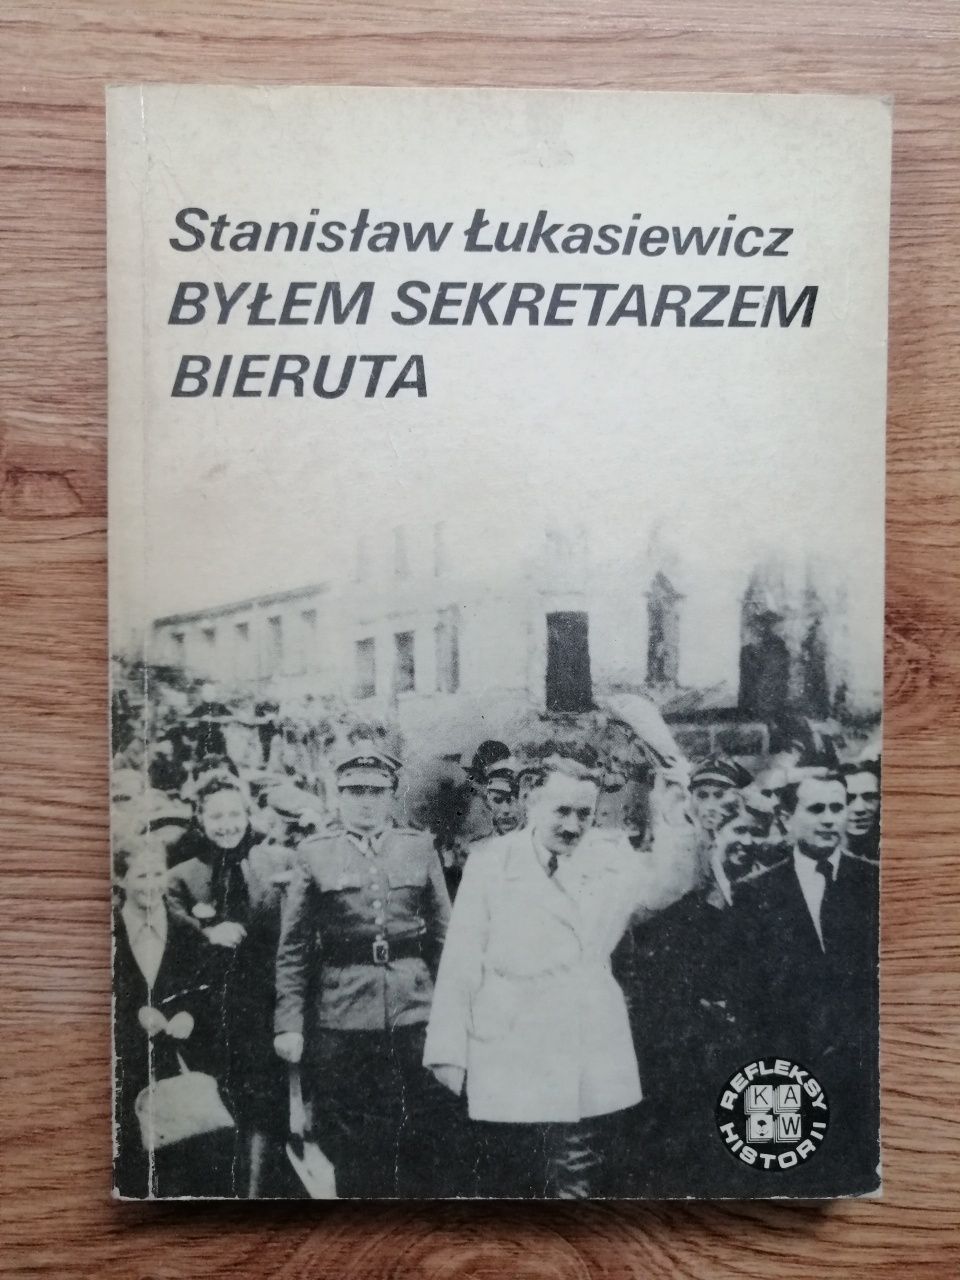 Stanisław Łukasiewicz
BYŁEM SEKRETARZEM
BIERUTA
REFLEKSY
KAW
HISTORII